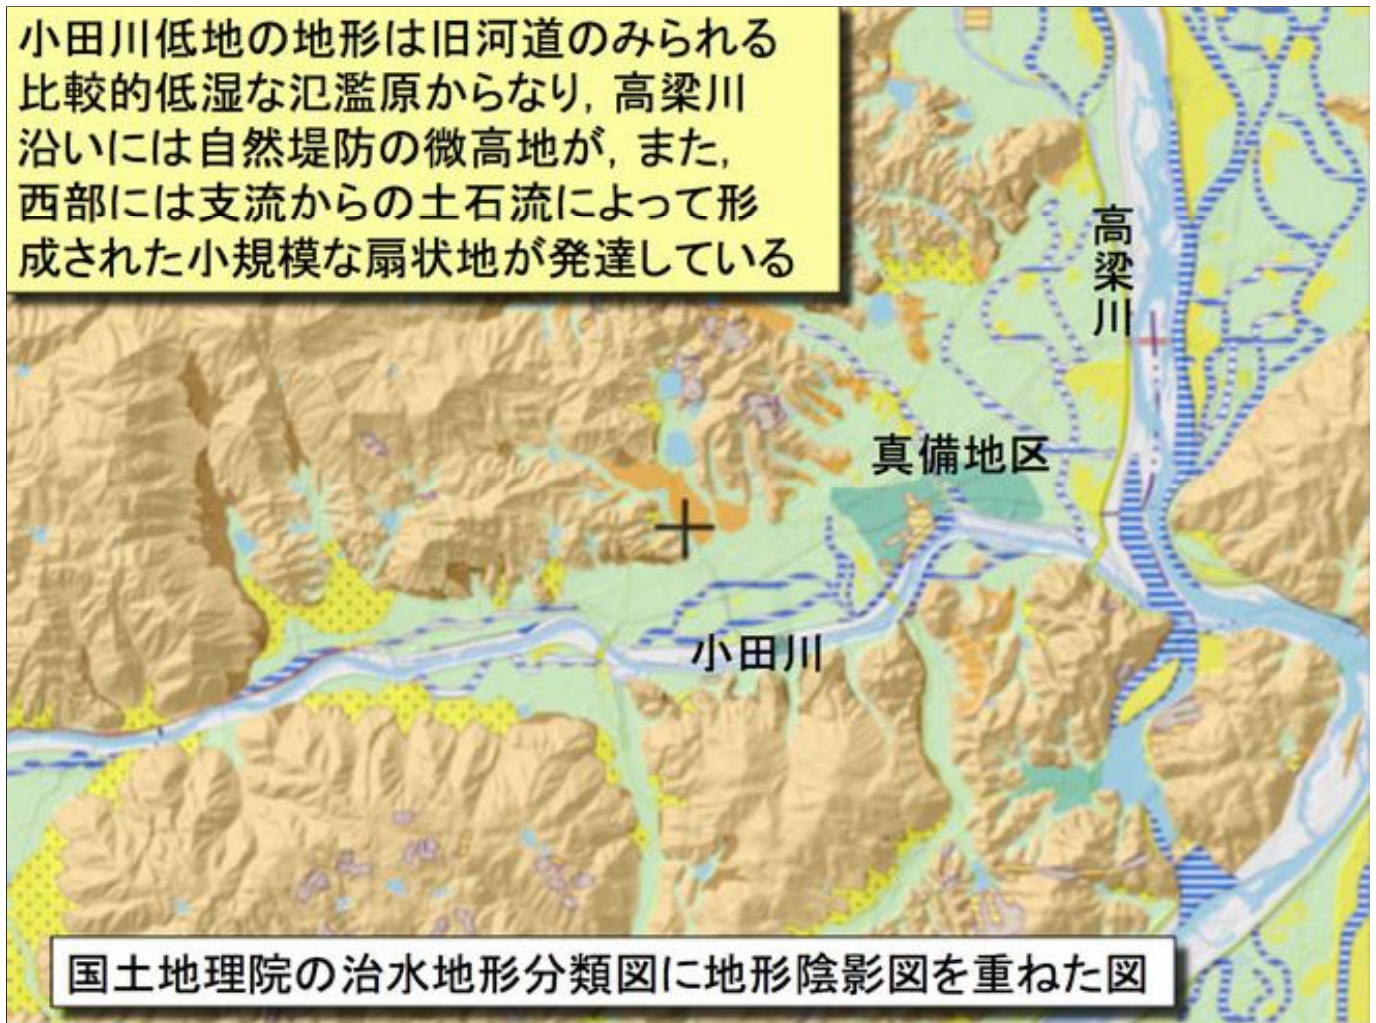 小田川低地の地形は旧河道のみられる
比較的低湿な氾濫原からなり，高梁川
沿いには自然堤防の微高地が，また，
西部には支流からの土石流によって形
成された小規模な扇状地が発達している
高梁川
真備地区
小田川
国土地理院の治水地形分類図に地形陰影図を重ねた図